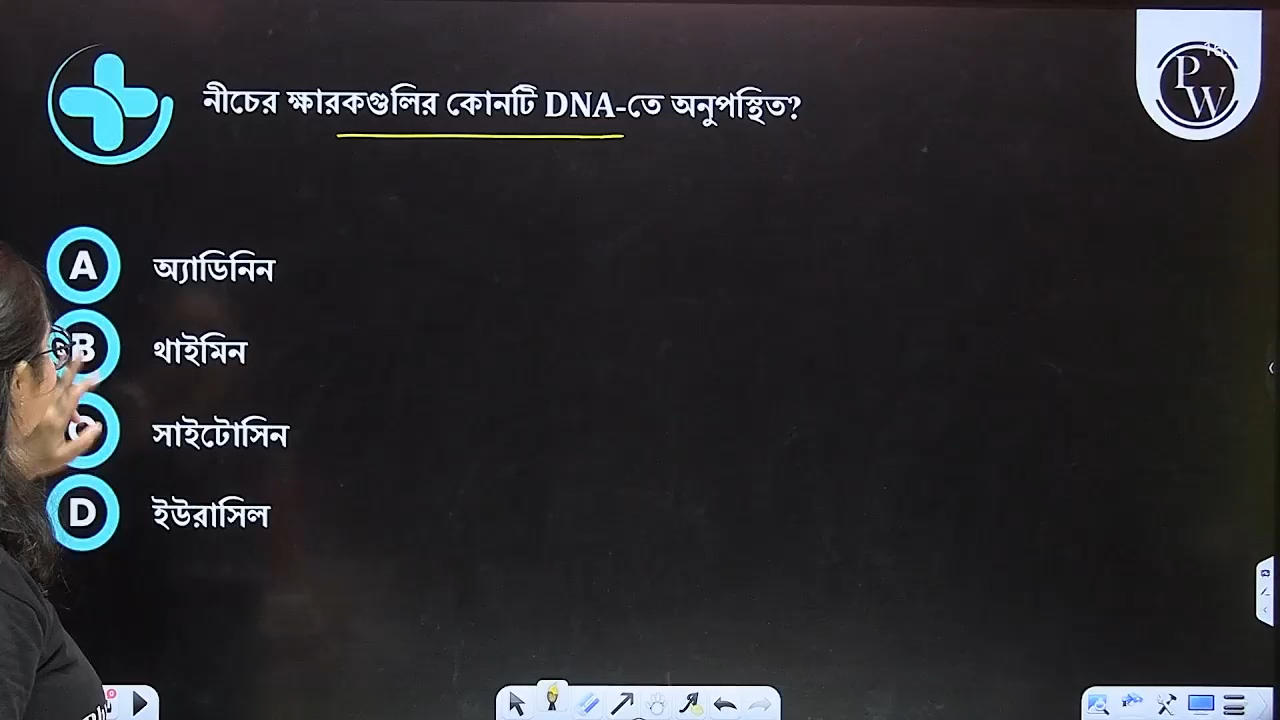 নীচের ক্ষারকগুলির কোনটি DNA-তে অনুপস্থিত?
PW
A অ্যাডিনিন
B থাইমিন
সাইটোসিন
D ইউরাসিল